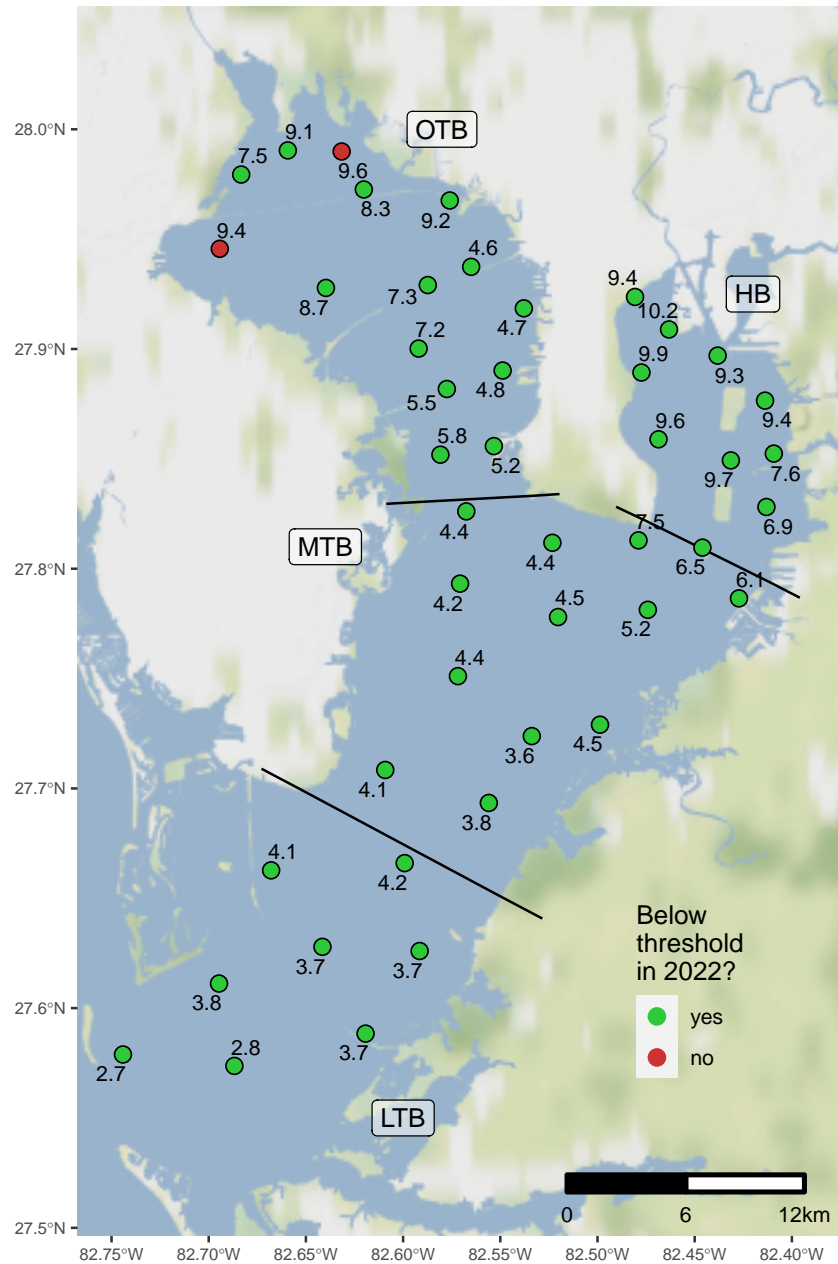 28.0°N
27.9°N
27.8°N
27.7°N
27.6°N
27.5°N
OTB
9.1
7.5
9.6
8.3
9.2
9.4
4.6
7.3
8.7
4.7
7.2
4.8
5.5
5.8
5.2
HB
9.4
10.2
9.9
9.3
9.4
9.6
9.7
7.6
6.9
7.5
6.5
6.1
MTB
4.4
4.4
4.2
4.5
5.2
4.4
3.6
4.5
4.1
3.8
4.1
4.2
3.7
3.7
3.8
3.7
2.8
2.7
LTB
Below
threshold
in 2022?
yes
no
0 6 12km
82.75°W 82.70°W 82.65°W 82.60°W 82.55°W 82.50°W 82.45°W 82.40°W